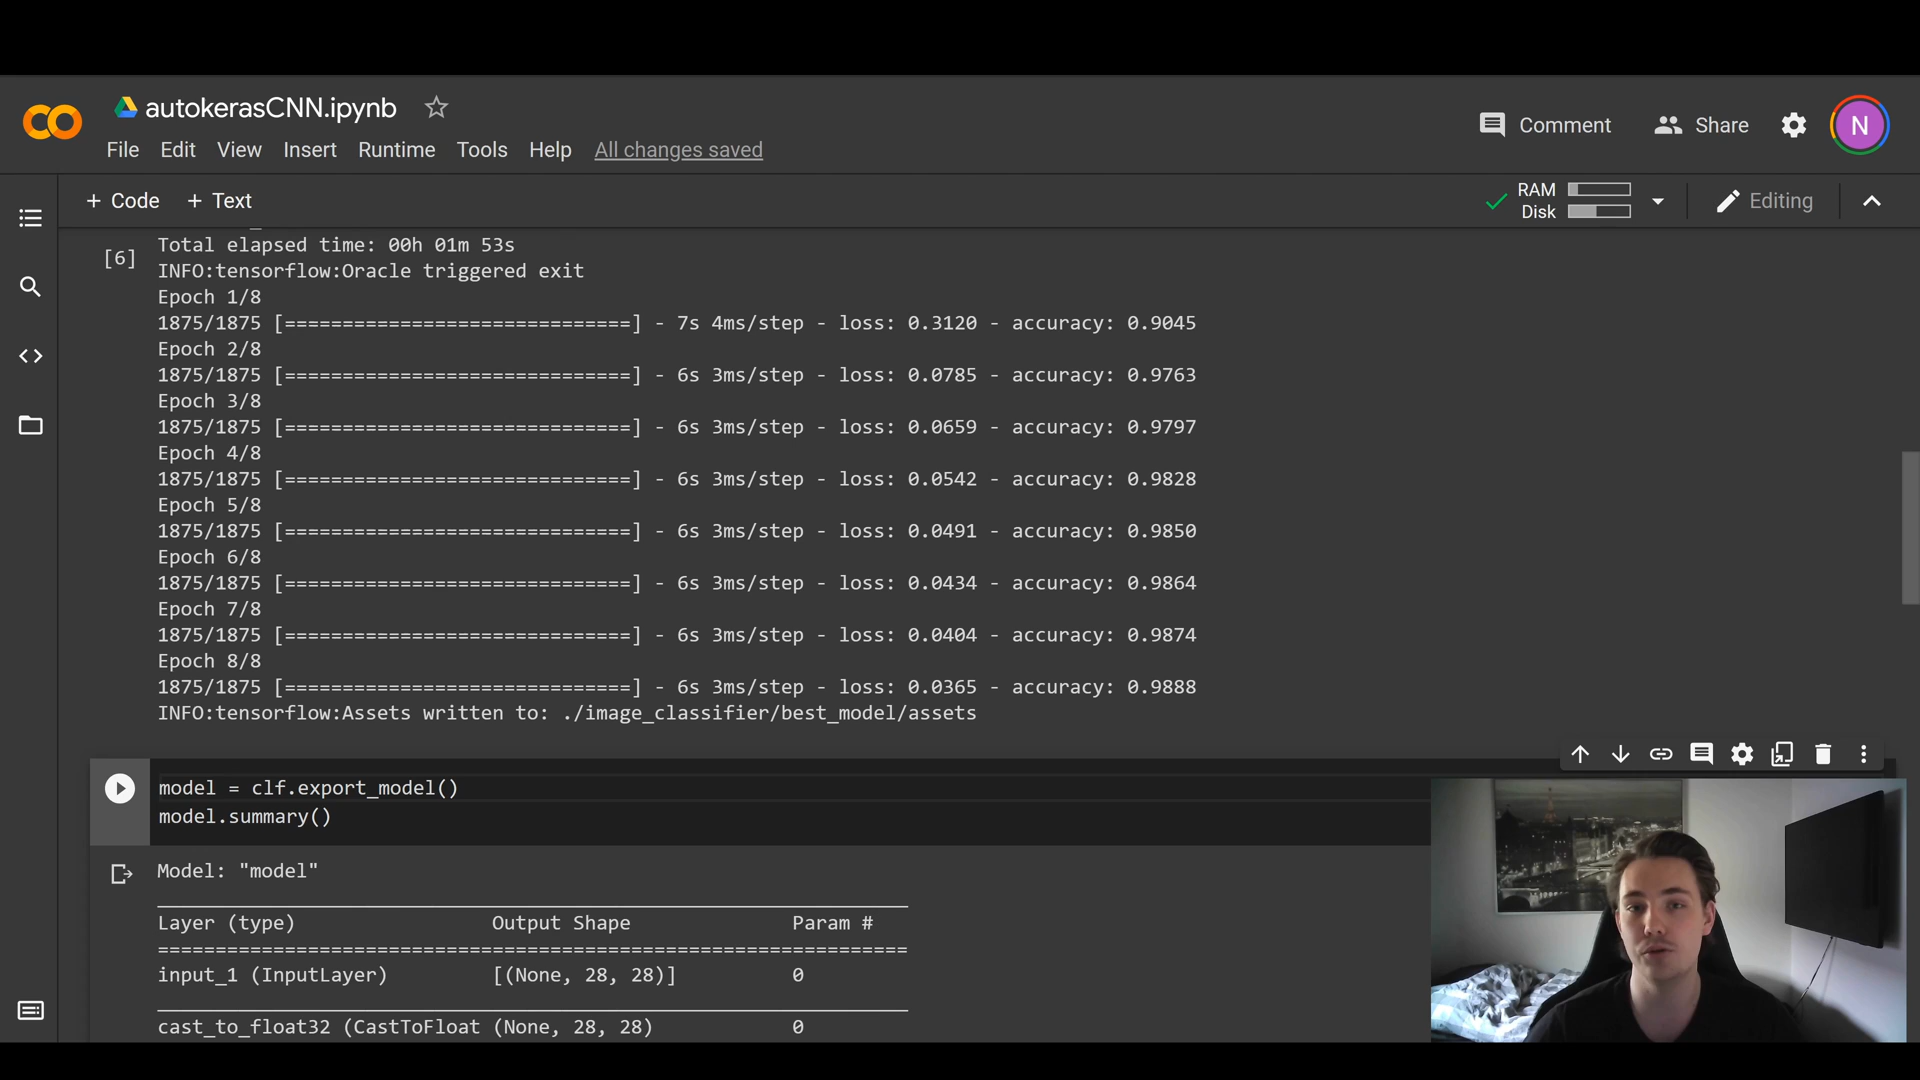 autokerasCNN.ipynb
Comment
Share
N
File Edit View Insert Runtime Tools Help All changes saved
+ Code + Text
RAM
Disk
Editing
Total elapsed time: 00h 01m 53s
[6]
INFO:tensorflow:Oracle triggered exit
Epoch 1/8
1875/1875 [==============================] - 7s 4ms/step - loss: 0.3120 - accuracy: 0.9045
Epoch 2/8
1875/1875 [==============================] - 6s 3ms/step - loss: 0.0785 - accuracy: 0.9763
Epoch 3/8
1875/1875 [==============================] - 6s 3ms/step - loss: 0.0659 - accuracy: 0.9797
Epoch 4/8
1875/1875 [==============================] - 6s 3ms/step - loss: 0.0542 - accuracy: 0.9828
Epoch 5/8
1875/1875 [==============================] - 6s 3ms/step - loss: 0.0491 - accuracy: 0.9850
Epoch 6/8
1875/1875 [==============================] - 6s 3ms/step - loss: 0.0434 - accuracy: 0.9864
Epoch 7/8
1875/1875 [==============================] - 6s 3ms/step - loss: 0.0404 - accuracy: 0.9874
Epoch 8/8
1875/1875 [==============================] - 6s 3ms/step - loss: 0.0365 - accuracy: 0.9888
INFO:tensorflow:Assets written to: ./image_classifier/best_model/assets
model = clf.export_model()
model.summary()
Model: "model"
Layer (type) Output Shape Param #
=================================================================
input_1 (InputLayer) [(None, 28, 28)] 0
cast_to_float32 (CastToFloat (None, 28, 28) 0